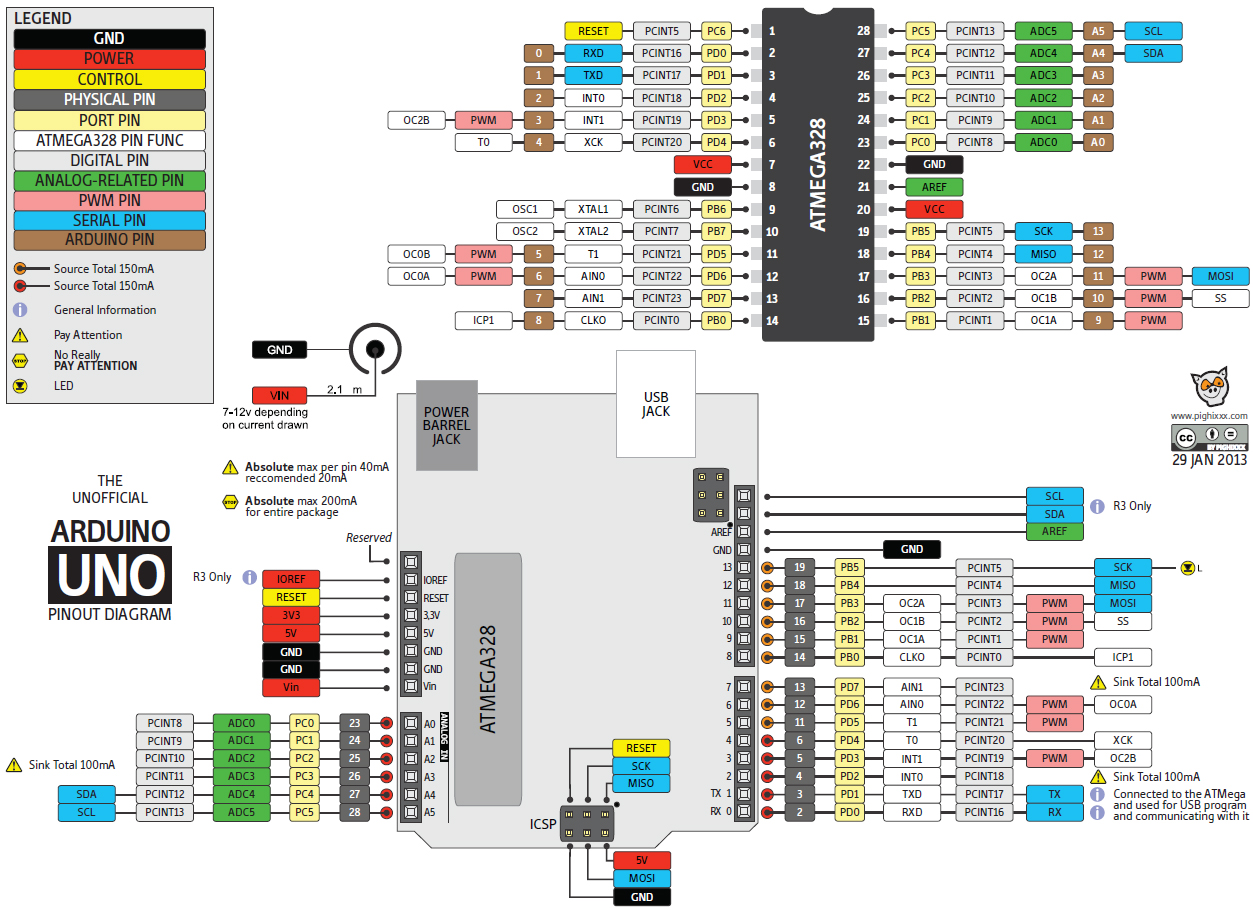 LEGEND
GND
POWER
CONTROL
PHYSICAL PIN
PORT PIN
ATMEGA328 PIN FUNC
DIGITAL PIN
ANALOG-RELATED PIN
PWM PIN
SERIAL PIN
ARDUINO PIN
Source Total 150mA
Source Total 150mA
General Information
Pay Attention
No Really
PAY ATTENTION
LED
RESET PCINT5 PC6 1
0 RXD PCINT16 PD0 2
1 TXD PCINT17 PD1 3
2 INT0 PCINT18 PD2 4
OC2B PWM 3 INT1 PCINT19 PD3 5
T0 4 XCK PCINT20 PD4 6
VCC 7
GND 8
OSC1 XTAL1 PCINT6 PB6 9
OSC2 XTAL2 PCINT7 PB7 10
OC0B PWM 5 T1 PCINT21 PD5 11
OC0A PWM 6 AIN0 PCINT22 PD6 12
7 AIN1 PCINT23 PD7 13
ICP1 8 CLKO PCINT0 PB0 14
ATMEGA328
28 PC5 PCINT13 ADC5 A5 SCL
27 PC4 PCINT12 ADC4 A4 SDA
26 PC3 PCINT11 ADC3 A3
25 PC2 PCINT10 ADC2 A2
24 PC1 PCINT9 ADC1 A1
23 PC0 PCINT8 ADC0 A0
22 GND
21 AREF
20 VCC
19 PB5 PCINT5 SCK 13
18 PB4 PCINT4 MISO 12
17 PB3 PCINT3 OC2A 11 PWM MOSI
16 PB2 PCINT2 OC1B 10 PWM SS
15 PB1 PCINT1 OC1A 9 PWM
GND
VIN
2.1 m
7-12v depending
on current drawn
Absolute max per pin 40mA
reccomended 20mA
STOP
Absolute max 200mA
for entire package
THE
UNOFFICIAL
ARDUINO
UNO
PINOUT DIAGRAM
www.pighixxx.com
cc
BY PIGHIXXX
29 JAN 2013
POWER
BARREL
JACK
USB
JACK
Reserved
R3 Only IOREF IOREF
RESET RESET
3V3 3,3V
5V 5V
GND GND
GND GND
Vin Vin
ANALOG IN
ATMEGA328
PCINT8 ADC0 PC0 23 A0
PCINT9 ADC1 PC1 24 A1
PCINT10 ADC2 PC2 25 A2
PCINT11 ADC3 PC3 26 A3
SDA PCINT12 ADC4 PC4 27 A4
SCL PCINT13 ADC5 PC5 28 A5
Sink Total 100mA
SCL
SDA
R3 Only
AREF AREF
GND GND
13 19 PB5 PCINT5 SCK L
12 18 PB4 PCINT4 MISO
11 17 PB3 OC2A PCINT3 PWM MOSI
10 16 PB2 OC1B PCINT2 PWM SS
9 15 PB1 OC1A PCINT1 PWM
8 14 PB0 CLKO PCINT0 ICP1
Sink Total 100mA
7 13 PD7 AIN1 PCINT23
6 12 PD6 AIN0 PCINT22 PWM OC0A
5 11 PD5 T1 PCINT21 PWM
4 6 PD4 T0 PCINT20 XCK
3 5 PD3 INT1 PCINT19 PWM OC2B
2 4 PD2 INT0 PCINT18
Sink Total 100mA
TX 1 3 PD1 TXD PCINT17 TX
RX 0 2 PD0 RXD PCINT16 RX
Connected to the ATMega
and used for USB program
and communicating with it
RESET
SCK
MISO
ICSP
5V
MOSI
GND